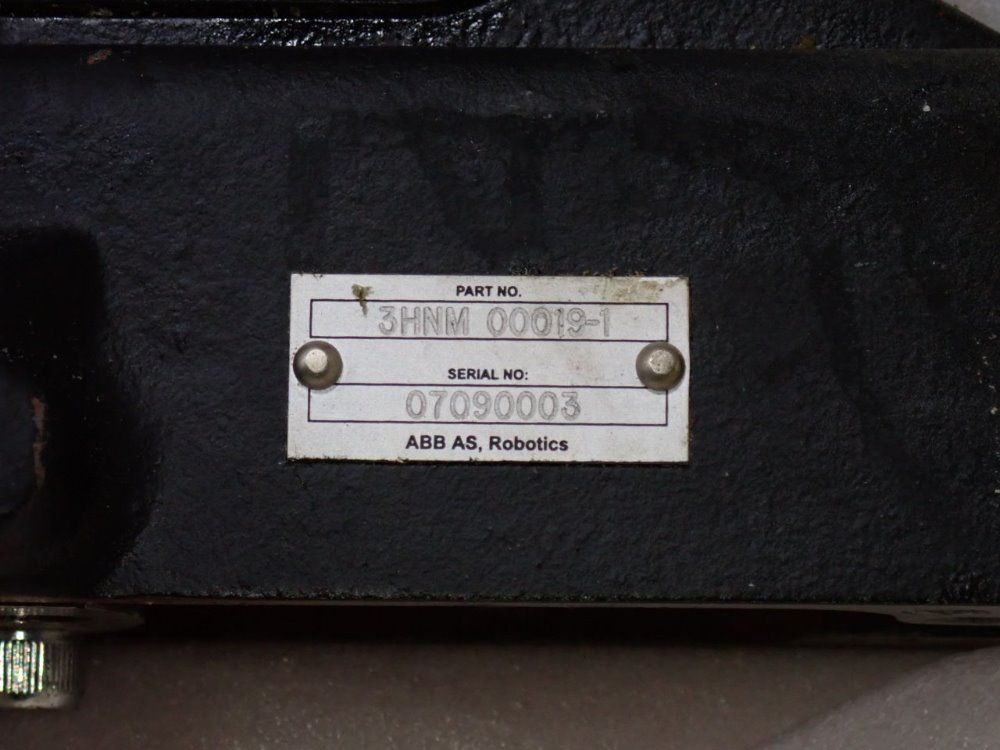 PART NO.
3HNM 00019-1
SERIAL NO:
07090003
ABB AS, Robotics